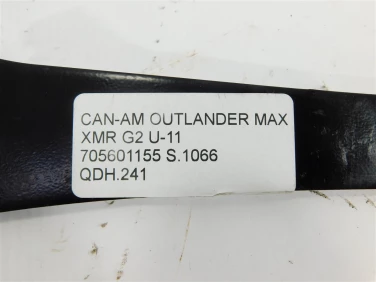 CAN-AM OUTLANDER MAX
XMR G2 U-11
705601155 S.1066
QDH.241